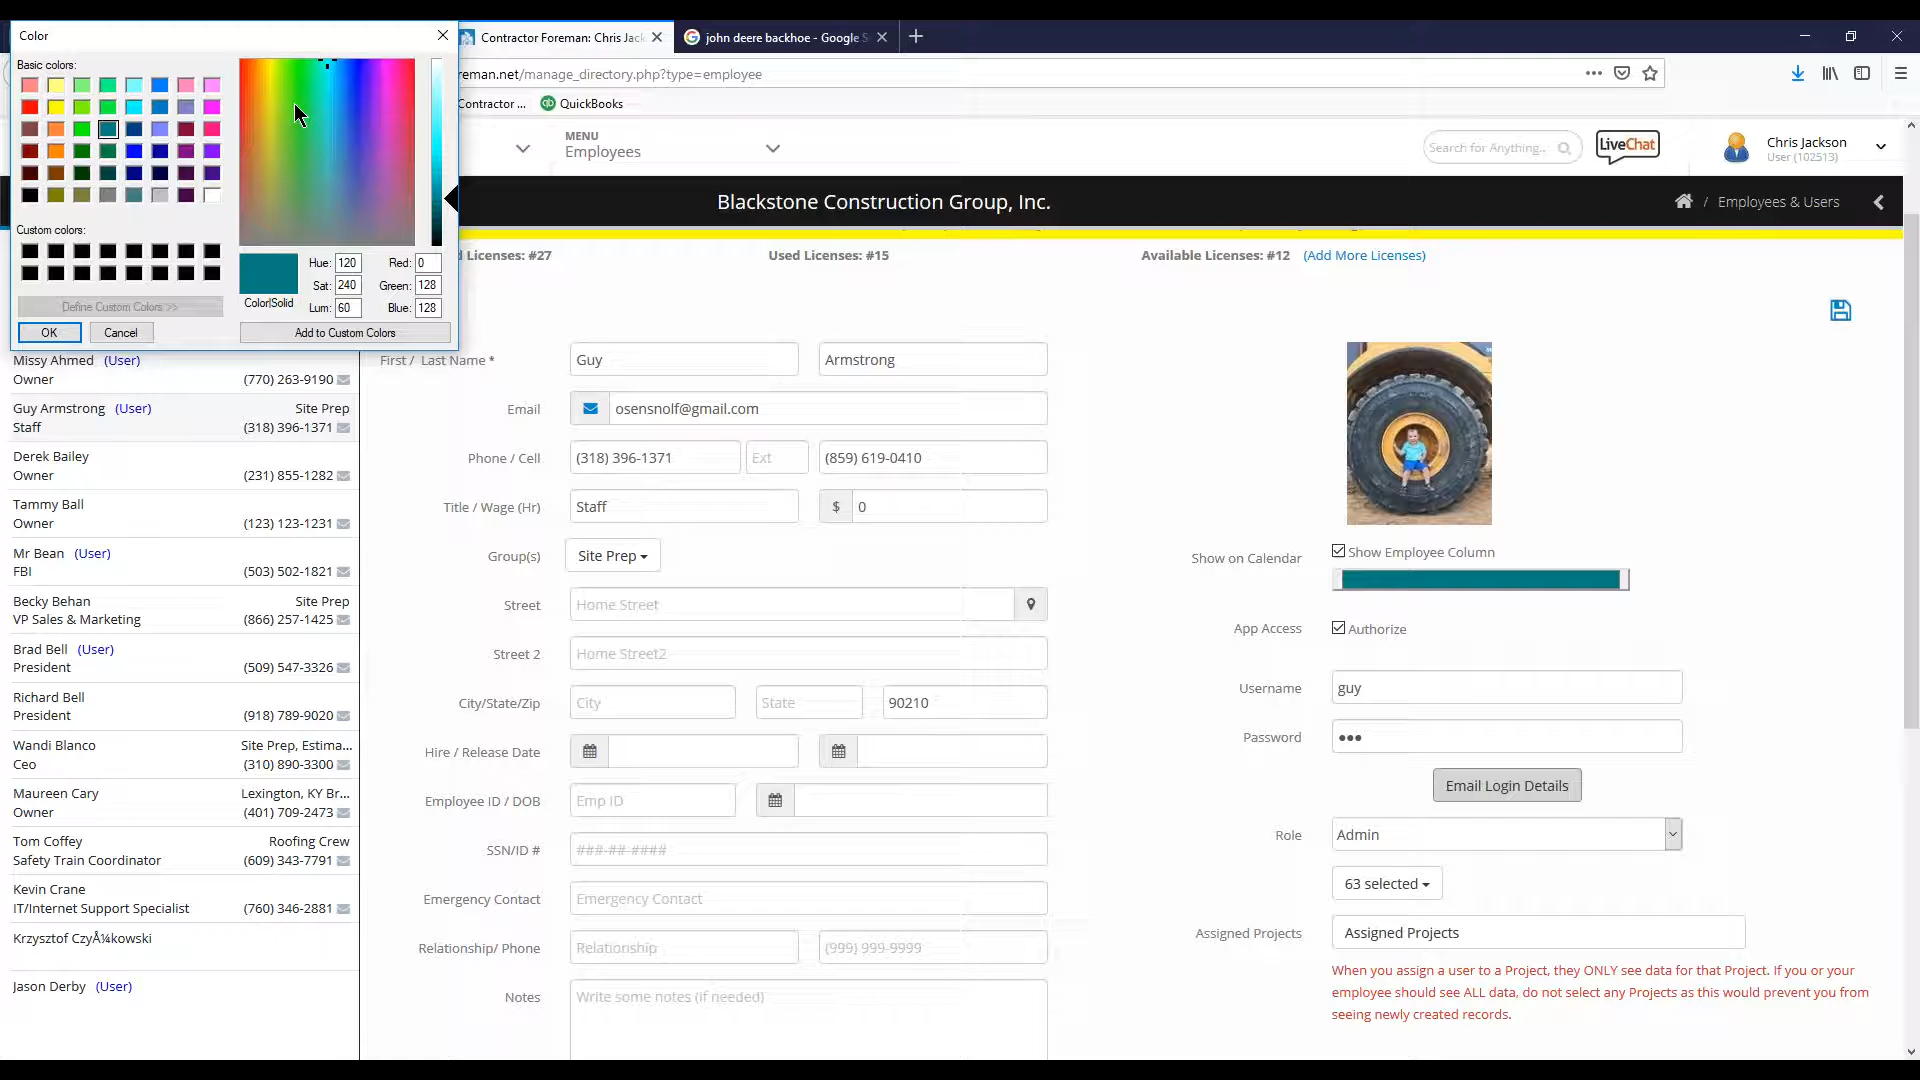 Color
Basic colors:
Custom colors:
Define Custom Colors >>
OK
Cancel
Hue: 120
Sat: 240
Lum: 60
Red: 0
Green: 128
Blue: 128
Color|Solid
Add to Custom Colors
Contractor Foreman: Chris Jack
john deere backhoe - Google S
reman.net/manage_directory.php?type=employee
Contractor ...
QuickBooks
MENU
Employees
Search for Anything..
LiveChat
Chris Jackson
User (102513)
Blackstone Construction Group, Inc.
/ Employees & Users
d Licenses: #27
Used Licenses: #15
Available Licenses: #12 (Add More Licenses)
Missy Ahmed (User)
Owner (770) 263-9190
Guy Armstrong (User) Site Prep
Staff (318) 396-1371
Derek Bailey
Owner (231) 855-1282
Tammy Ball
Owner (123) 123-1231
Mr Bean (User)
FBI (503) 502-1821
Becky Behan Site Prep
VP Sales & Marketing (866) 257-1425
Brad Bell (User)
President (509) 547-3326
Richard Bell
President (918) 789-9020
Wandi Blanco Site Prep, Estima...
Ceo (310) 890-3300
Maureen Cary Lexington, KY Br...
Owner (401) 709-2473
Tom Coffey Roofing Crew
Safety Train Coordinator (609) 343-7791
Kevin Crane
IT/Internet Support Specialist (760) 346-2881
Krzysztof CzyÅ¼kowski
Jason Derby (User)
First / Last Name * Guy Armstrong
Email osensnolf@gmail.com
Phone / Cell (318) 396-1371 Ext (859) 619-0410
Title / Wage (Hr) Staff $ 0
Group(s) Site Prep
Street Home Street
Street 2 Home Street2
City/State/Zip City State 90210
Hire / Release Date
Employee ID / DOB Emp ID
SSN/ID # ###-##-####
Emergency Contact Emergency Contact
Relationship/ Phone Relationship (999) 999-9999
Notes Write some notes (if needed)
Show on Calendar Show Employee Column
App Access Authorize
Username guy
Password •••
Email Login Details
Role Admin
63 selected
Assigned Projects Assigned Projects
When you assign a user to a Project, they ONLY see data for that Project. If you or your
employee should see ALL data, do not select any Projects as this would prevent you from
seeing newly created records.